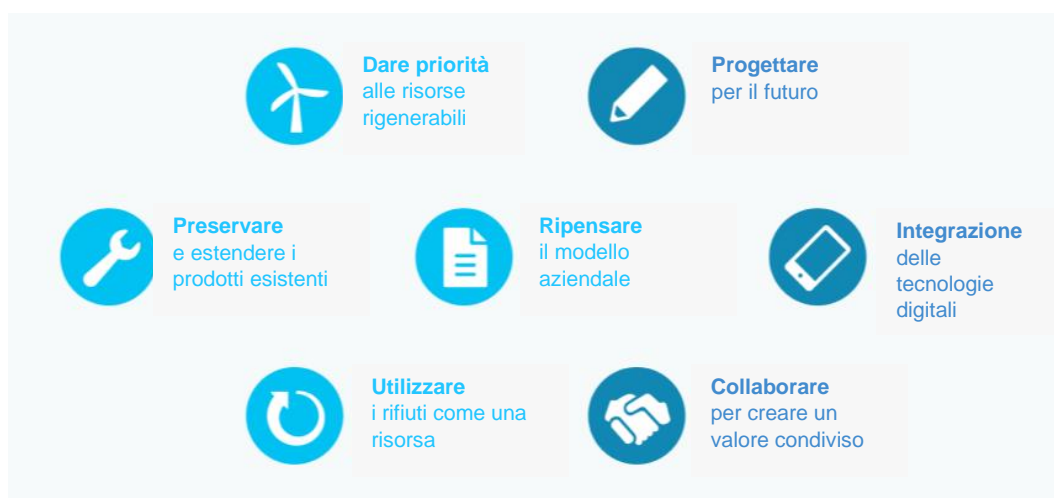 Dare priorità
alle risorse
rigenerabili
Progettare
per il futuro
Preservare
e estendere i
prodotti esistenti
Ripensare
il modello
aziendale
Integrazione
delle
tecnologie
digitali
Utilizzare
i rifiuti come una
risorsa
Collaborare
per creare un
valore condiviso